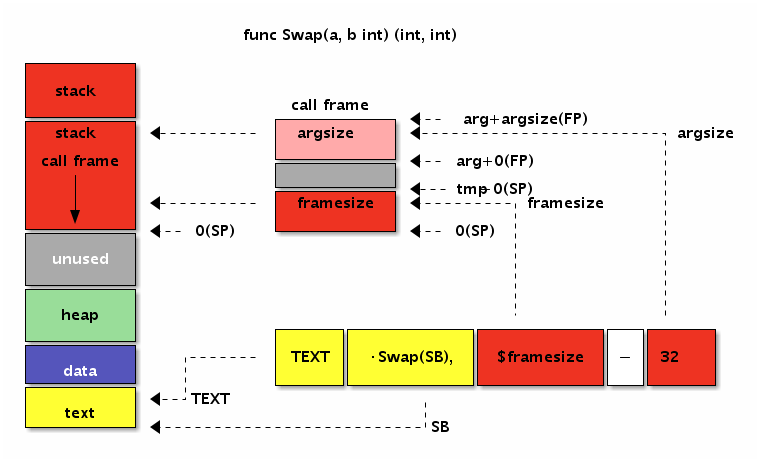 func Swap(a, b int) (int, int)
stack
stack
call frame
0(SP)
unused
heap
data
text
call frame
argsize
framesize
arg+argsize(FP)
argsize
arg+0(FP)
tmp-0(SP)
framesize
0(SP)
TEXT
·Swap(SB),
$framesize
-
32
TEXT
SB